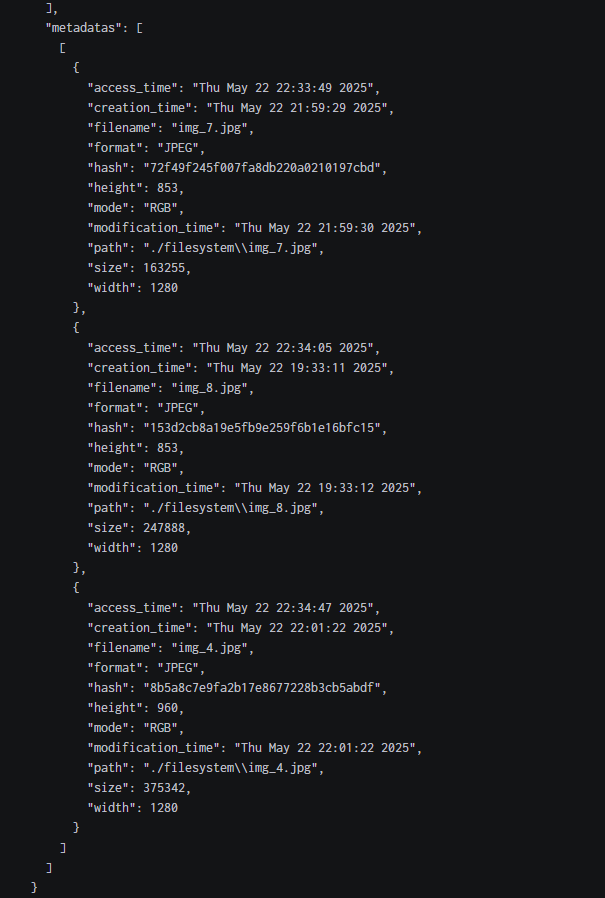 ],
"metadatas": [
[
{
"access_time": "Thu May 22 22:33:49 2025",
"creation_time": "Thu May 22 21:59:29 2025",
"filename": "img_7.jpg",
"format": "JPEG",
"hash": "72f49f245f007fa8db220a0210197cbd",
"height": 853,
"mode": "RGB",
"modification_time": "Thu May 22 21:59:30 2025",
"path": "./filesystem\\img_7.jpg",
"size": 163255,
"width": 1280
},
{
"access_time": "Thu May 22 22:34:05 2025",
"creation_time": "Thu May 22 19:33:11 2025",
"filename": "img_8.jpg",
"format": "JPEG",
"hash": "153d2cb8a19e5fb9e259f6b1e16bfc15",
"height": 853,
"mode": "RGB",
"modification_time": "Thu May 22 19:33:12 2025",
"path": "./filesystem\\img_8.jpg",
"size": 247888,
"width": 1280
},
{
"access_time": "Thu May 22 22:34:47 2025",
"creation_time": "Thu May 22 22:01:22 2025",
"filename": "img_4.jpg",
"format": "JPEG",
"hash": "8b5a8c7e9fa2b17e8677228b3cb5abdf",
"height": 960,
"mode": "RGB",
"modification_time": "Thu May 22 22:01:22 2025",
"path": "./filesystem\\img_4.jpg",
"size": 375342,
"width": 1280
}
]
]
}